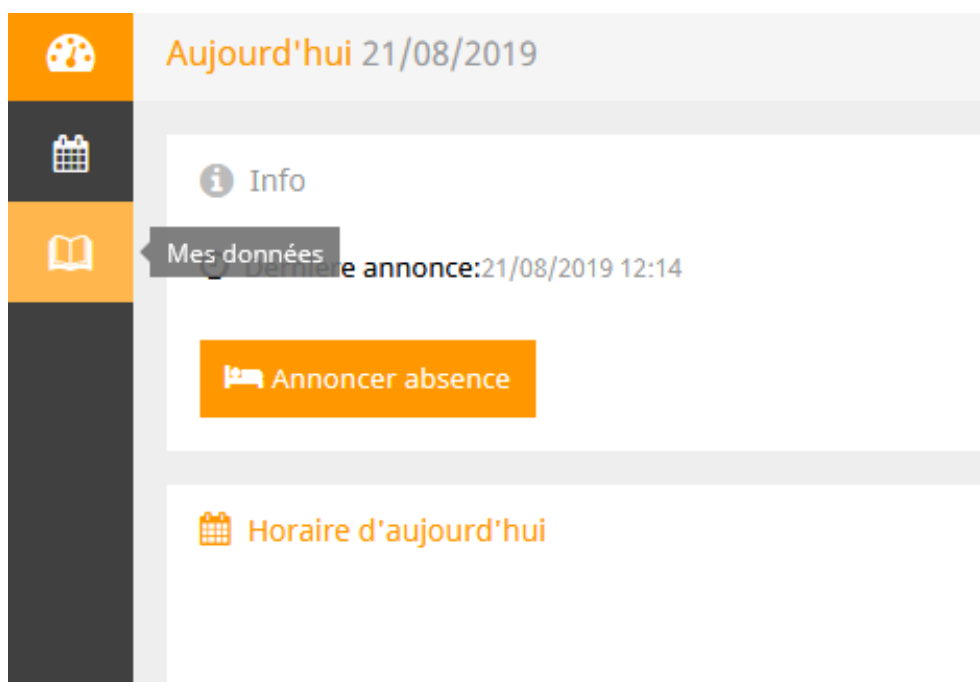 Aujourd'hui 21/08/2019
Info
Mes données
Dernière annonce:21/08/2019 12:14
Annoncer absence
Horaire d'aujourd'hui